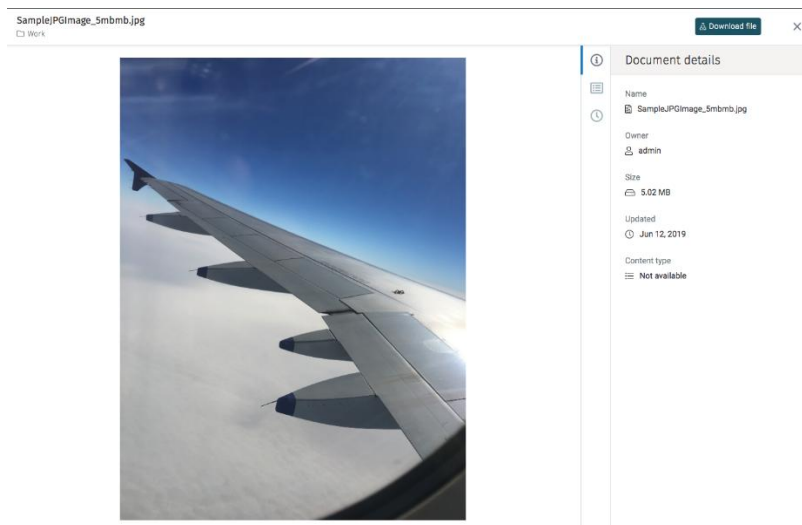 SampleJPGImage_5mbmb.jpg
Work
Download file
Document details
Name
SampleJPGImage_5mbmb.jpg
Owner
admin
Size
5.02 MB
Updated
Jun 12, 2019
Content type
Not available